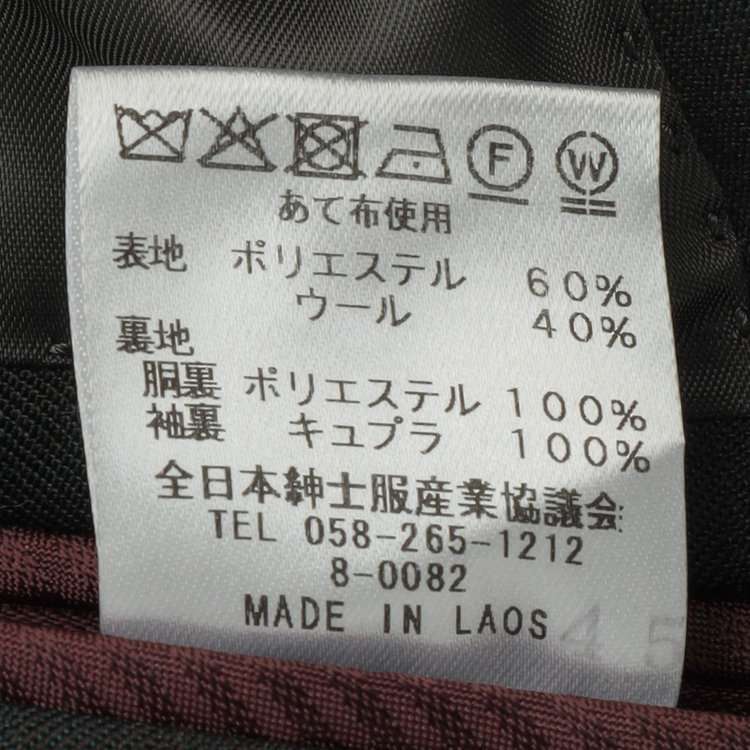 F W
あて布使用
表地 ポリエステル 60%
ウール 40%
裏地
胴裏 ポリエステル 100%
袖裏 キュプラ 100%
全日本紳士服産業協議会
TEL 058-265-1212
8-0082
MADE IN LAOS
45